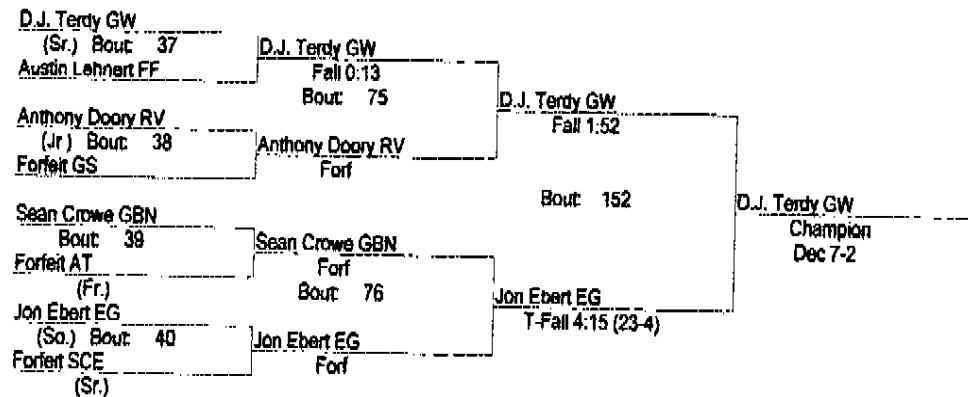 D.J. Terdy GW
(Sr.) Bout: 37
Austin Lehnert FF
D.J. Terdy GW
Fall 0:13
Bout: 75
Anthony Doory RV
(Jr.) Bout: 38
Forfeit GS
Anthony Doory RV
Forf
D.J. Terdy GW
Fall 1:52
Bout: 152
Sean Crowe GBN
Bout: 39
Forfeit AT
(Fr.)
Sean Crowe GBN
Forf
Bout: 76
Jon Ebert EG
(So.) Bout: 40
Forfeit SCE
(Sr.)
Jon Ebert EG
Forf
Jon Ebert EG
T-Fall 4:15 (23-4)
D.J. Terdy GW
Champion
Dec 7-2